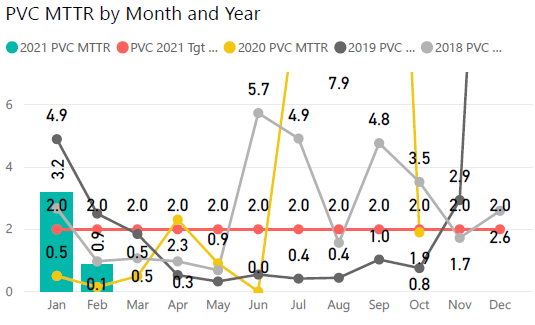 PVC MTTR by Month and Year
2021 PVC MTTR PVC 2021 Tgt ... 2020 PVC MTTR 2019 PVC ... 2018 PVC ...
5.7 7.9
6
4.9 4.9 4.8
3.5
4
3.2 2.9
2.0 2.0 2.0 2.0 2.0 2.0 2.0 2.0 2.0 2.0 2.0 2.0
2
0.9 0.9 1.0 2.6
0.5 0.5 2.3 0.0 0.4 0.4 1.9 1.7
0.1 0.5 0.3 0.8
0
Jan Feb Mar Apr May Jun Jul Aug Sep Oct Nov Dec